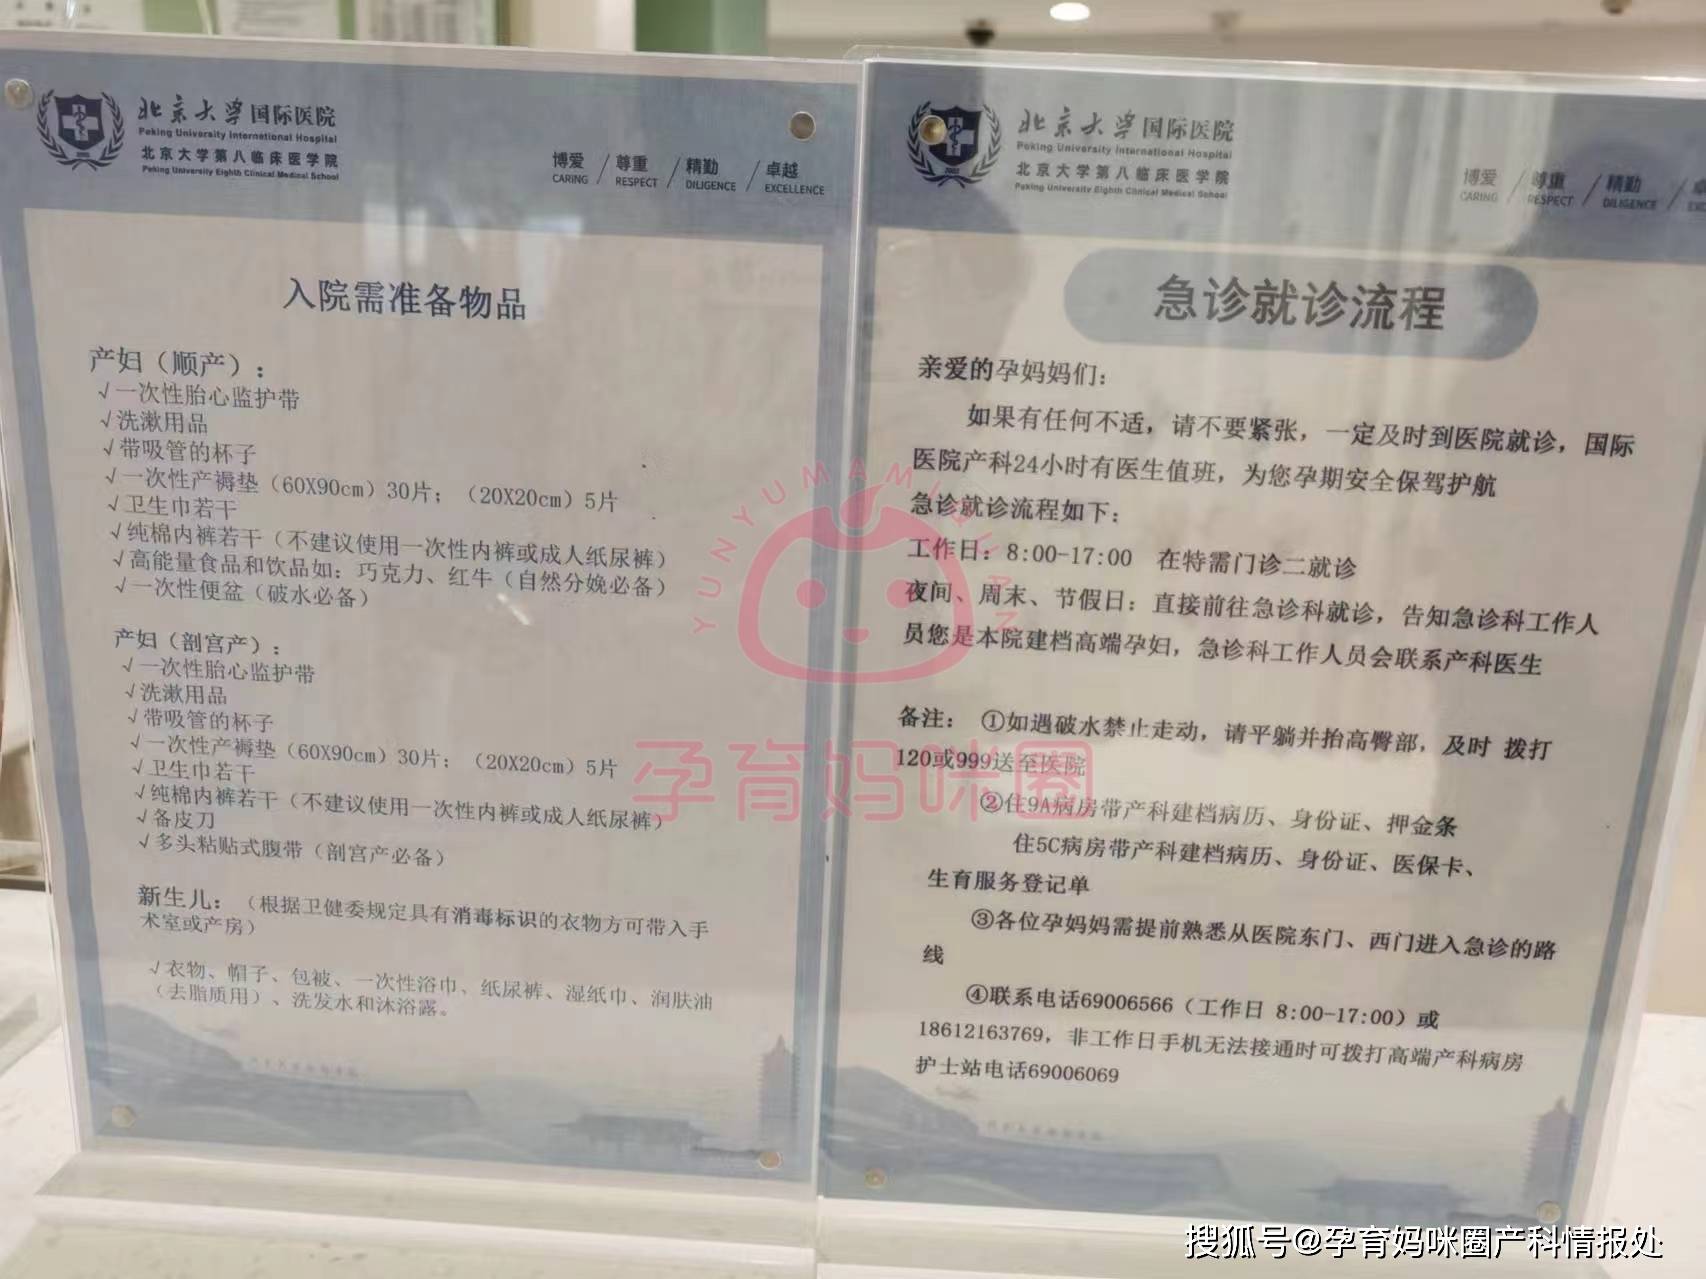 北京大学国际医院
Peking University International Hospital
北京大学第八临床医学院
Peking University Eighth Clinical Medical School
博爱 / 尊重 / 精勤 / 卓越
CARING RESPECT DILIGENCE EXCELLENCE
入院需准备物品
产妇（顺产）：
√一次性胎心监护带
√洗漱用品
√带吸管的杯子
√一次性产褥垫（60X90cm）30片；（20X20cm）5片
√卫生巾若干
√纯棉内裤若干（不建议使用一次性内裤或成人纸尿裤）
√高能量食品和饮品如：巧克力、红牛（自然分娩必备）
√一次性便盆（破水必备）
产妇（剖宫产）：
√一次性胎心监护带
√洗漱用品
√带吸管的杯子
√一次性产褥垫（60X90cm）30片；（20X20cm）5片
√卫生巾若干
√纯棉内裤若干（不建议使用一次性内裤或成人纸尿裤）
√备皮刀
√多头粘贴式腹带（剖宫产必备）
新生儿：（根据卫健委规定具有消毒标识的衣物方可带入手
术室或产房）
√衣物、帽子、包被、一次性浴巾、纸尿裤、湿纸巾、润肤油
（去脂质用）、洗发水和沐浴露。
北京大学国际医院
Peking University International Hospital
北京大学第八临床医学院
Peking University Eighth Clinical Medical School
博爱 / 尊重 / 精勤 /
CARING RESPECT DILIGENCE
急诊就诊流程
亲爱的孕妈妈们：
如果有任何不适，请不要紧张，一定及时到医院就诊，国际
医院产科24小时有医生值班，为您孕期安全保驾护航
急诊就诊流程如下：
工作日：8:00-17:00 在特需门诊二就诊
夜间、周末、节假日：直接前往急诊科就诊，告知急诊科工作人
员您是本院建档高端孕妇，急诊科工作人员会联系产科医生
备注： ①如遇破水禁止走动，请平躺并抬高臀部，及时 拨打
120或999送至医院
②住9A病房带产科建档病历、身份证、押金条
住5C病房带产科建档病历、身份证、医保卡、
生育服务登记单
③各位孕妈妈需提前熟悉从医院东门、西门进入急诊的路
线
④联系电话69006566（工作日 8:00-17:00）或
18612163769，非工作日手机无法接通时可拨打高端产科病房
护士站电话69006069
YUNYUMAMIQUAN
孕育妈咪圈
搜狐号@孕育妈咪圈产科情报处